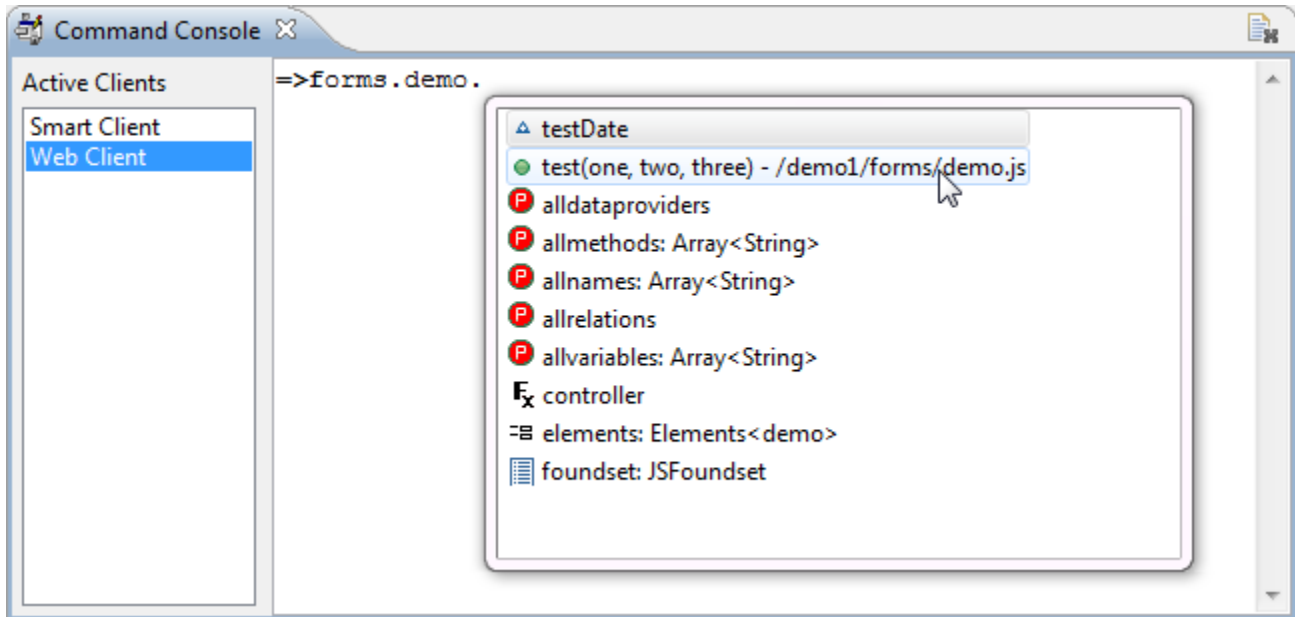 Command Console
Active Clients
Smart Client
Web Client
=>forms.demo.
testDate
test(one, two, three) - /demo1/forms/demo.js
alldataproviders
allmethods: Array<String>
allnames: Array<String>
allrelations
allvariables: Array<String>
controller
elements: Elements<demo>
foundset: JSFoundset